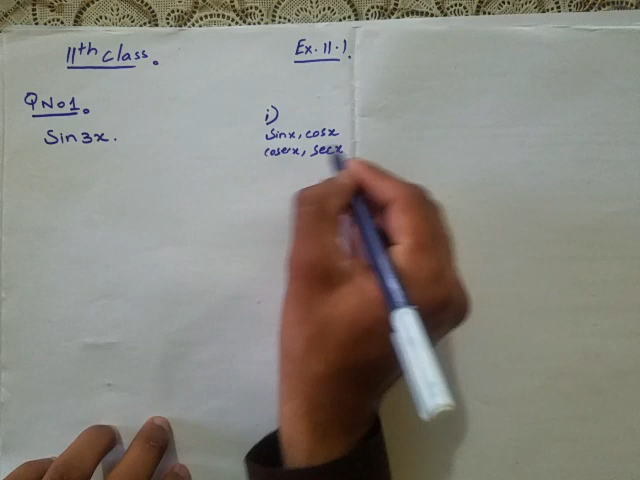 11th class.
Ex. 11.1.
Q No 1.
Sin 3x.
i)
Sinx, cosx
cosecx, secx